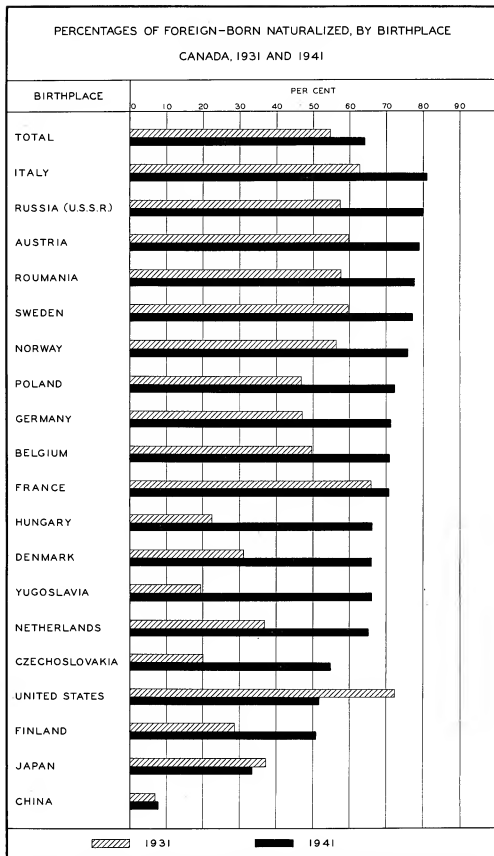 PERCENTAGES OF FOREIGN-BORN NATURALIZED, BY BIRTHPLACE
CANADA, 1931 AND 1941
BIRTHPLACE
PER CENT
0 10 20 30 40 50 60 70 80 90
TOTAL
ITALY
RUSSIA (U.S.S.R.)
AUSTRIA
ROUMANIA
SWEDEN
NORWAY
POLAND
GERMANY
BELGIUM
FRANCE
HUNGARY
DENMARK
YUGOSLAVIA
NETHERLANDS
CZECHOSLOVAKIA
UNITED STATES
FINLAND
JAPAN
CHINA
1931 1941